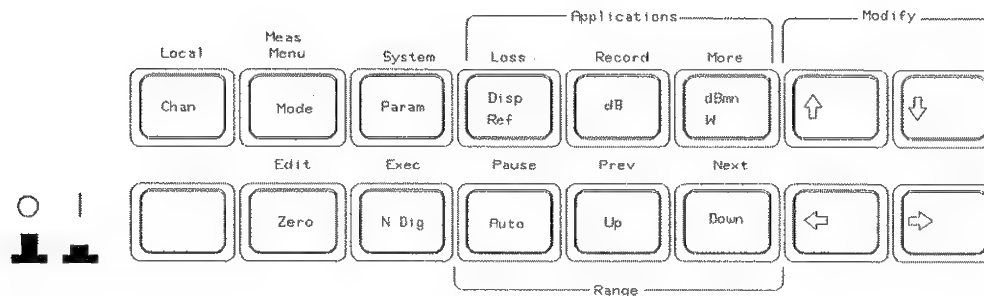 Applications
Modify
Local
Meas
Menu
System
Loss
Record
More
Chan
Mode
Param
Disp
Ref
dB
dBmn
W
Edit
Exec
Pause
Prev
Next
Zero
N Dig
Auto
Up
Down
Range